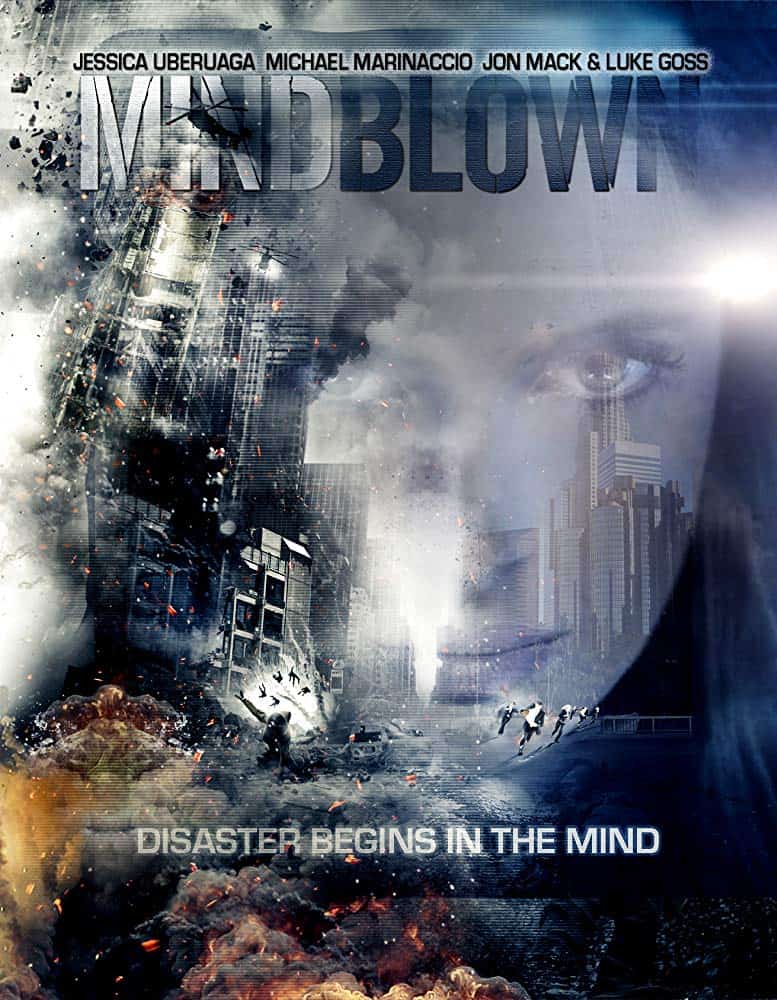 JESSICA UBERUAGA MICHAEL MARINACCIO JON MACK & LUKE GOSS
MINDBLOWN
DISASTER BEGINS IN THE MIND